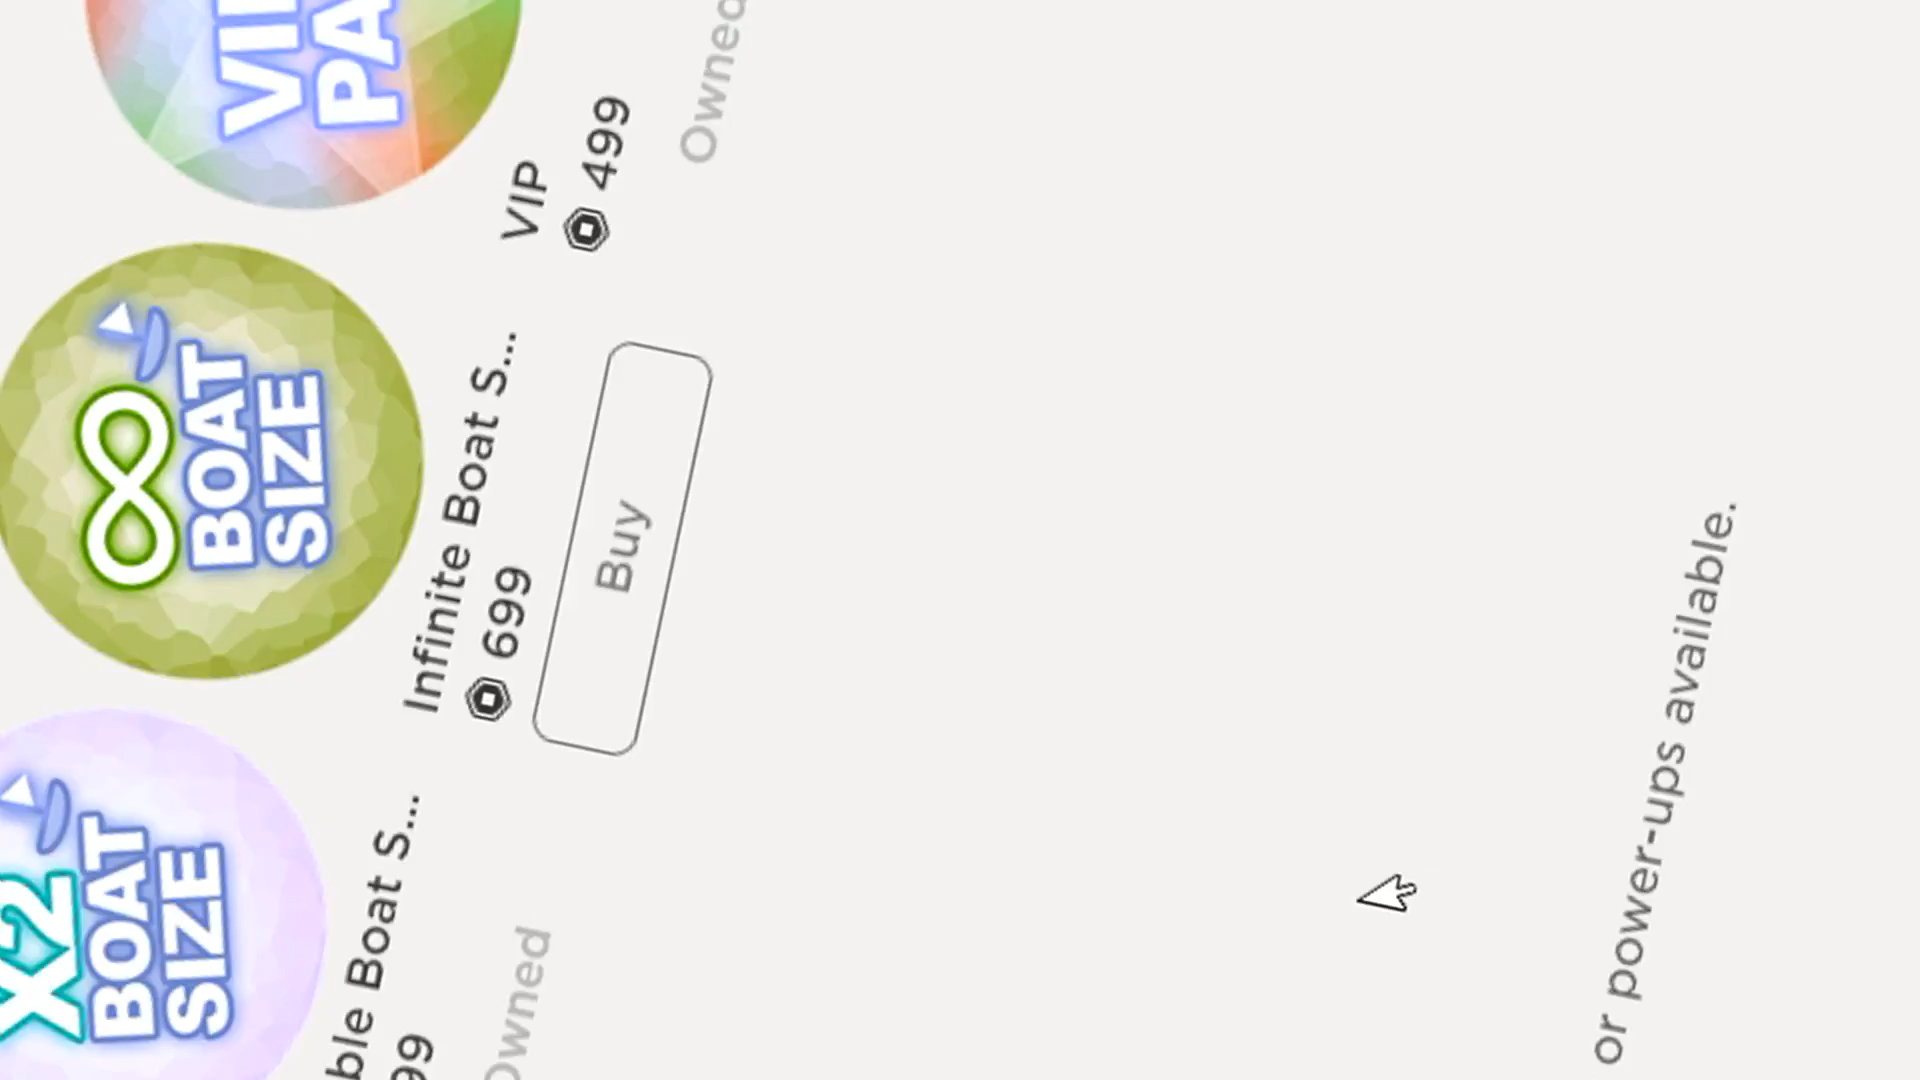 X2
BOAT
SIZE
ble Boat S...
99
Owned
∞
BOAT
SIZE
Infinite Boat S...
699
Buy
VIP
PA
VIP
499
Owned
or power-ups available.